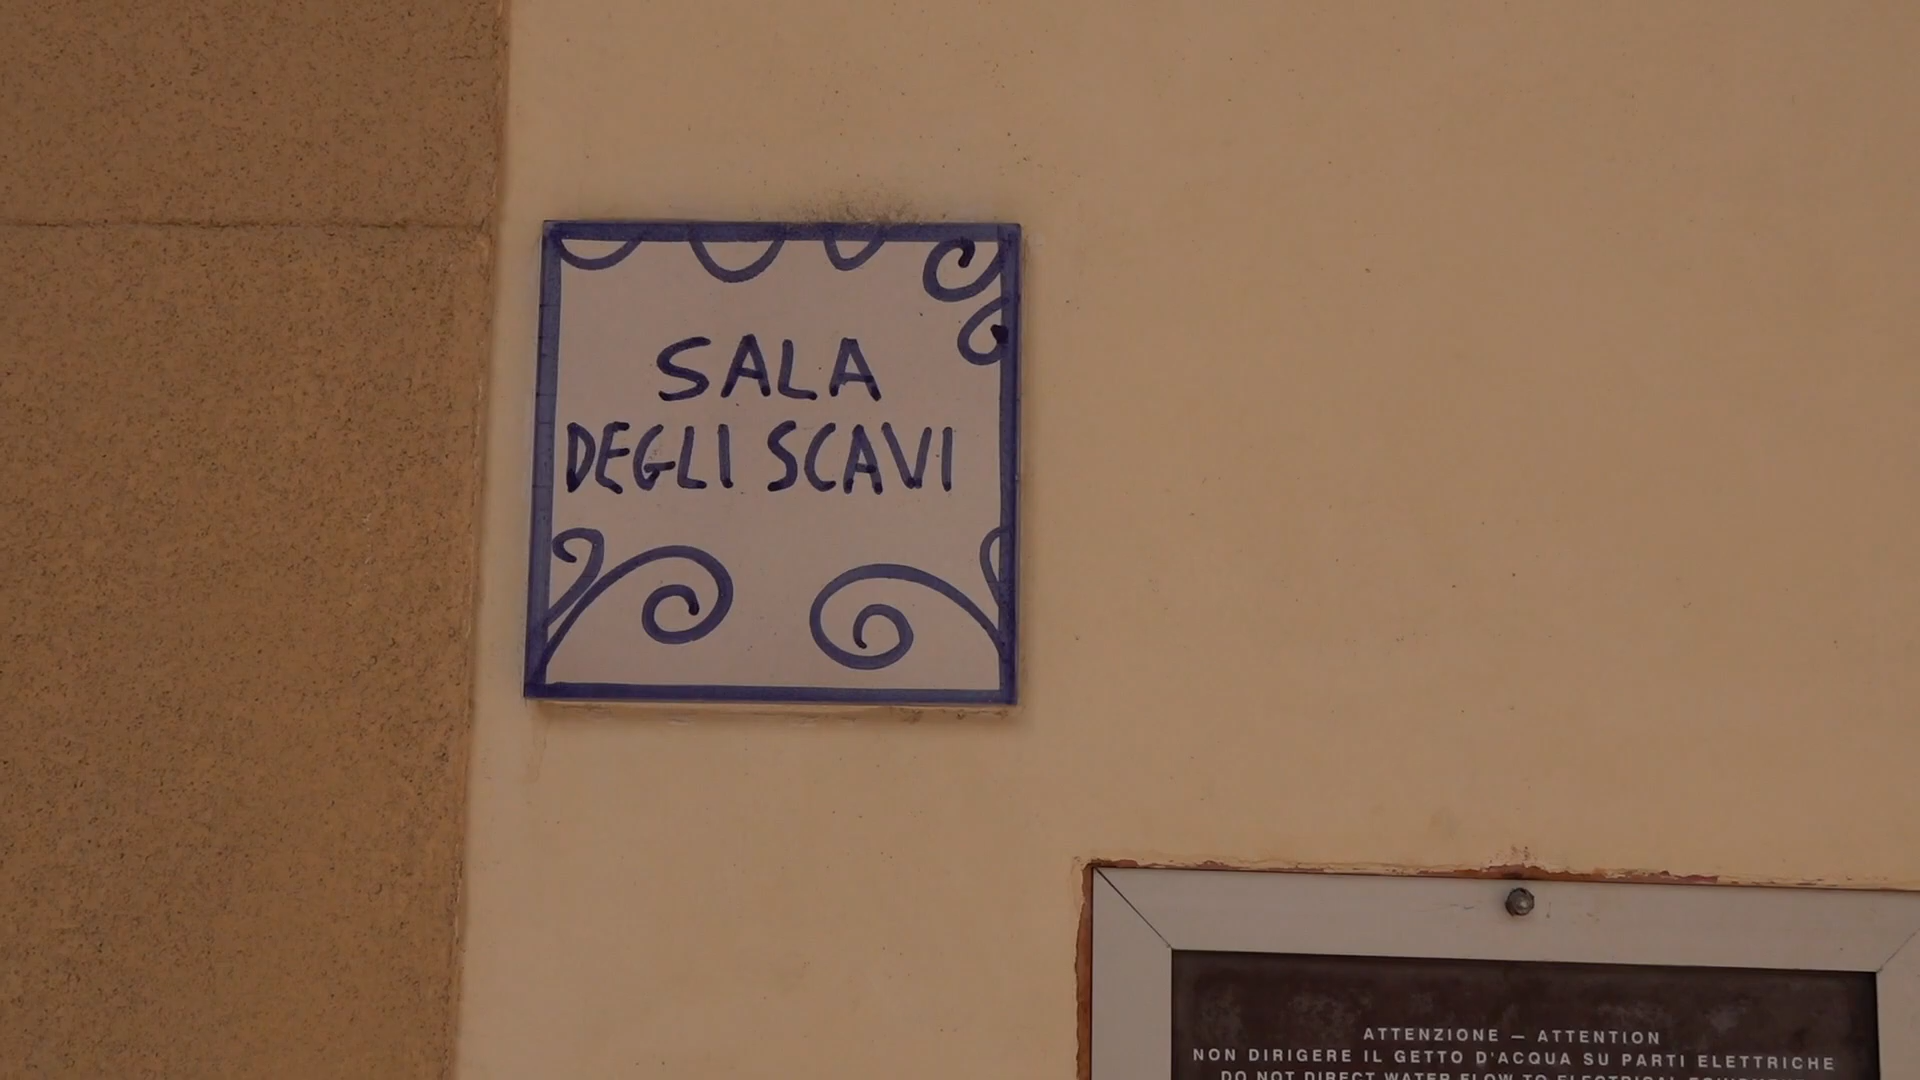 SALA
DEGLI SCAVI
ATTENZIONE — ATTENTION
NON DIRIGERE IL GETTO D'ACQUA SU PARTI ELETTRICHE
DO NOT DIRECT WATER FLOW TO ELECTRICAL